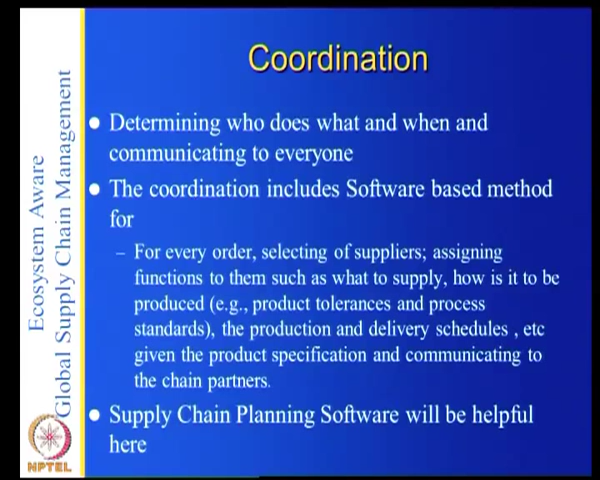 Coordination
Ecosystem Aware
Global Supply Chain Management
● Determining who does what and when and
communicating to everyone
● The coordination includes Software based method
for
– For every order, selecting of suppliers; assigning
functions to them such as what to supply, how is it to be
produced (e.g., product tolerances and process
standards), the production and delivery schedules , etc
given the product specification and communicating to
the chain partners.
● Supply Chain Planning Software will be helpful
here
NPTEL